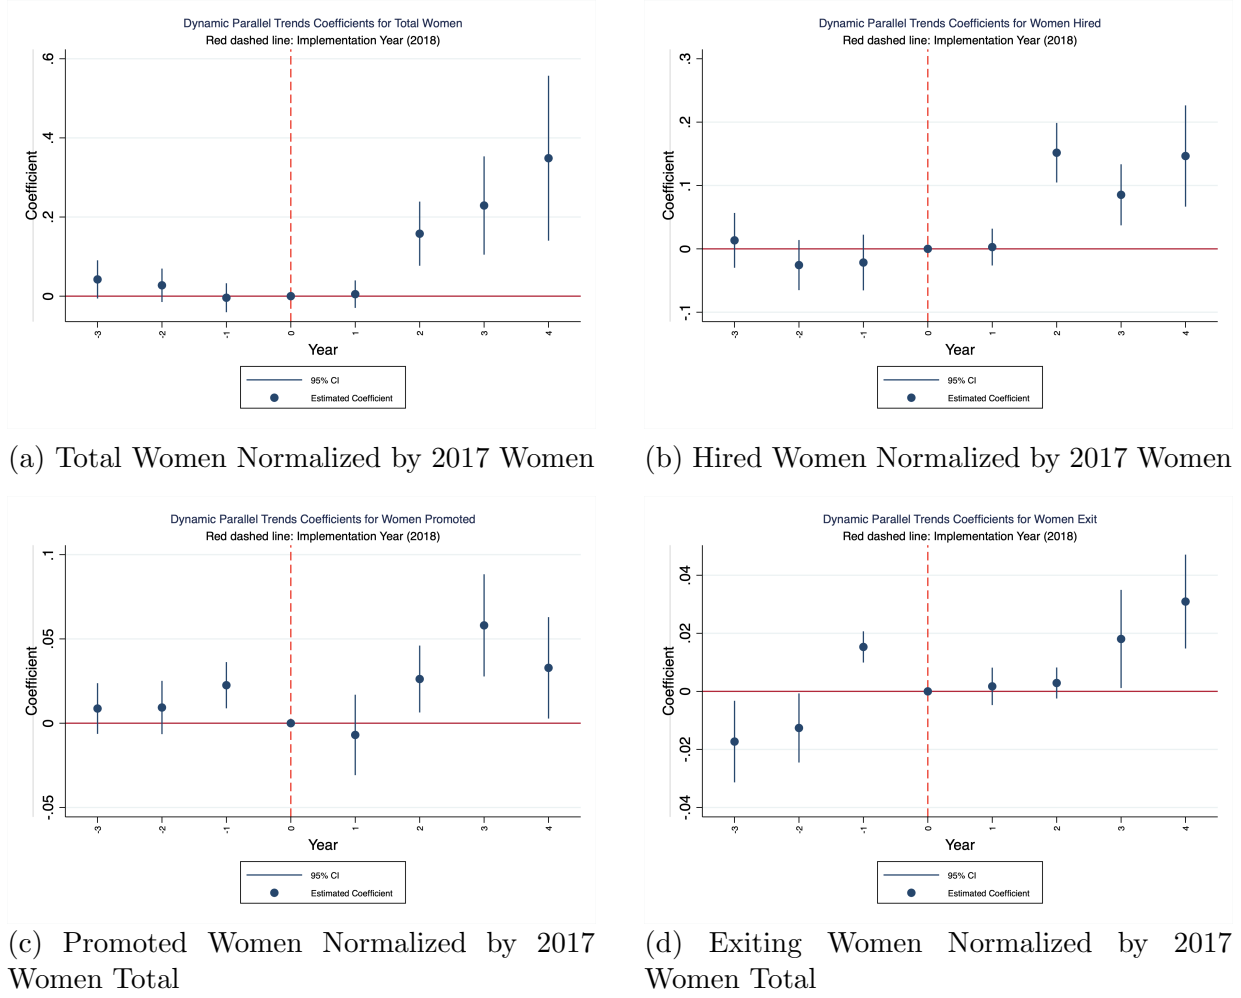 Dynamic Parallel Trends Coefficients for Total Women
Red dashed line: Implementation Year (2018)
Coefficient
.6
.4
.2
0
-3
-2
-1
0
1
2
3
4
Year
95% CI
Estimated Coefficient
(a) Total Women Normalized by 2017 Women
Dynamic Parallel Trends Coefficients for Women Hired
Red dashed line: Implementation Year (2018)
Coefficient
.3
.2
.1
0
-.1
-3
-2
-1
0
1
2
3
4
Year
95% CI
Estimated Coefficient
(b) Hired Women Normalized by 2017 Women
Dynamic Parallel Trends Coefficients for Women Promoted
Red dashed line: Implementation Year (2018)
Coefficient
.1
.05
0
-.05
-3
-2
-1
0
1
2
3
4
Year
95% CI
Estimated Coefficient
(c) Promoted Women Normalized by 2017
Women Total
Dynamic Parallel Trends Coefficients for Women Exit
Red dashed line: Implementation Year (2018)
Coefficient
.04
.02
0
-.02
-.04
-3
-2
-1
0
1
2
3
4
Year
95% CI
Estimated Coefficient
(d) Exiting Women Normalized by 2017
Women Total